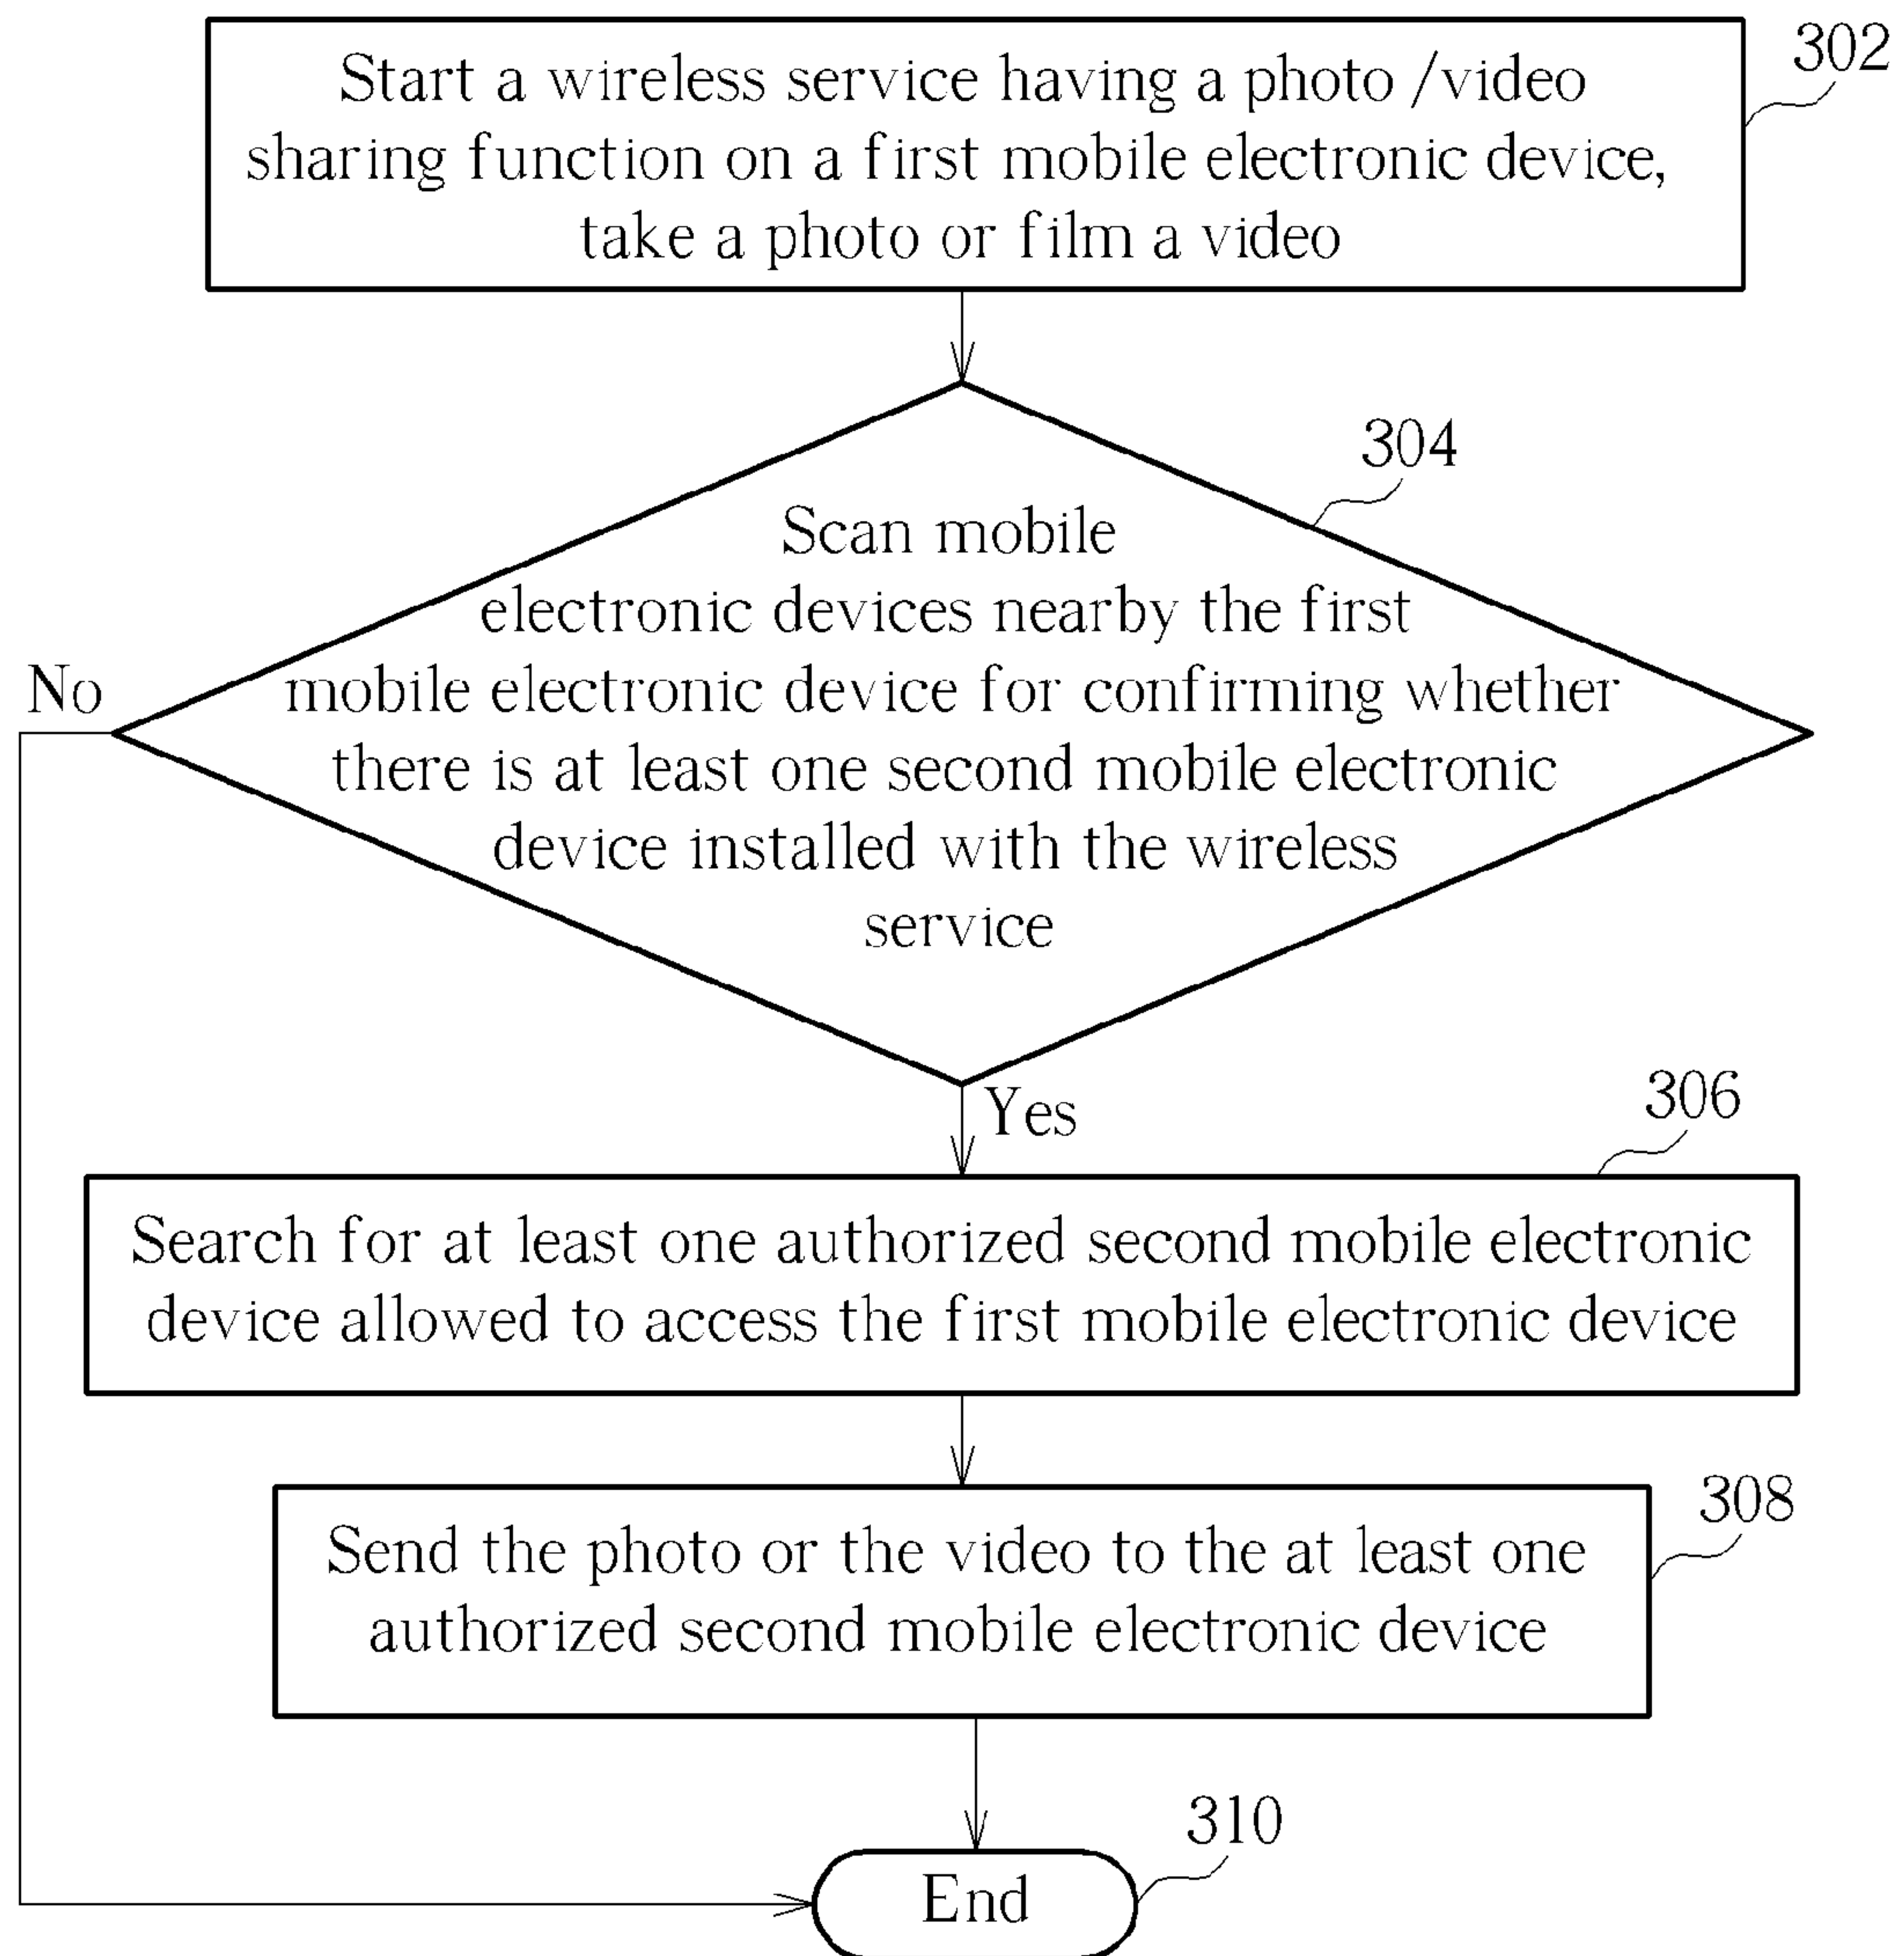 302
Start a wireless service having a photo /video
sharing function on a first mobile electronic device,
take a photo or film a video
304
Scan mobile
electronic devices nearby the first
mobile electronic device for confirming whether
there is at least one second mobile electronic
device installed with the wireless
service
No
Yes
306
Search for at least one authorized second mobile electronic
device allowed to access the first mobile electronic device
308
Send the photo or the video to the at least one
authorized second mobile electronic device
310
End